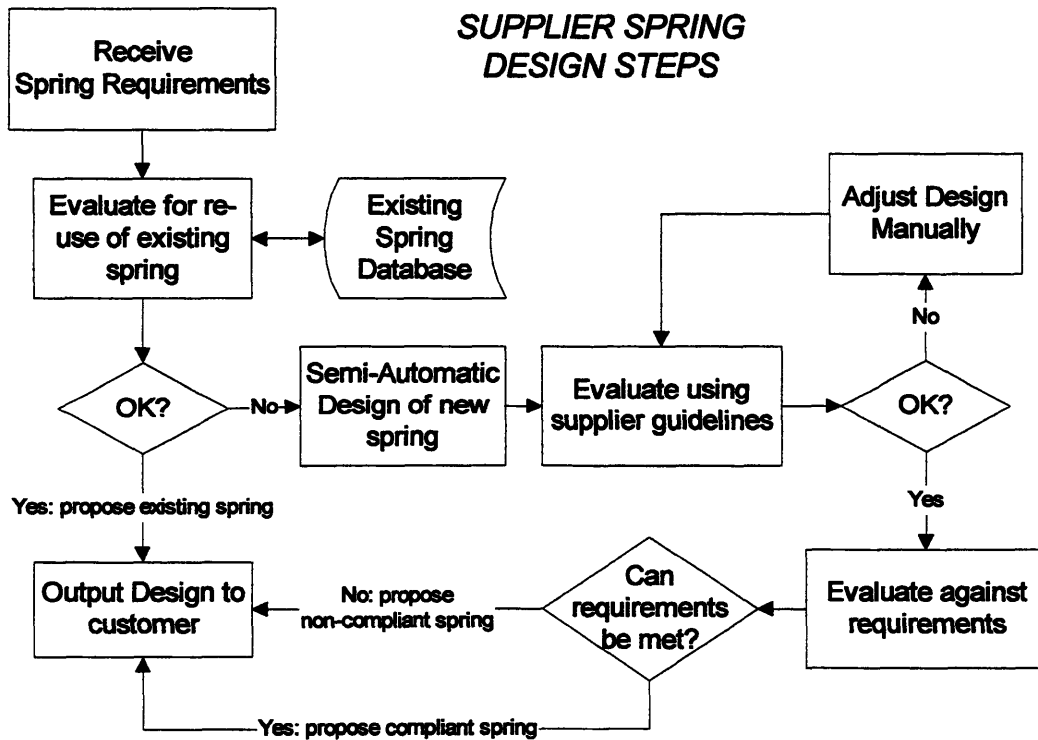 SUPPLIER SPRING
DESIGN STEPS
Receive
Spring Requirements
Evaluate for re-
use of existing
spring
Existing
Spring
Database
Adjust Design
Manually
No
OK?
No
Semi-Automatic
Design of new
spring
Evaluate using
supplier guidelines
OK?
Yes: propose existing spring
Yes
Output Design to
customer
No: propose
non-compliant spring
Can
requirements
be met?
Evaluate against
requirements
Yes: propose compliant spring